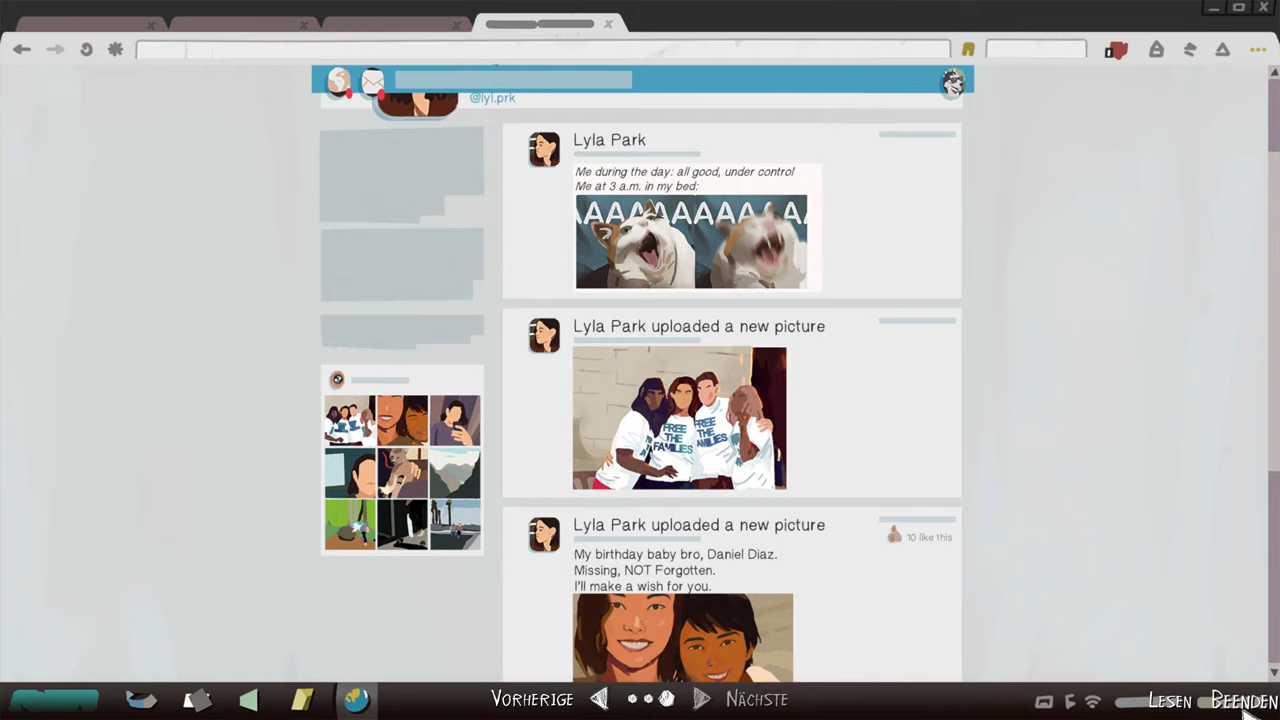 @lyl.prk
Lyla Park
Me during the day: all good, under control
Me at 3 a.m. in my bed:
AAAAAAAAAAA
Lyla Park uploaded a new picture
FREE
THE
FAMILIES
FREE
THE
FAMILIES
Lyla Park uploaded a new picture
10 like this
My birthday baby bro, Daniel Diaz.
Missing, NOT Forgotten.
I'll make a wish for you.
VORHERIGE
NÄCHSTE
LESEN
BEENDEN